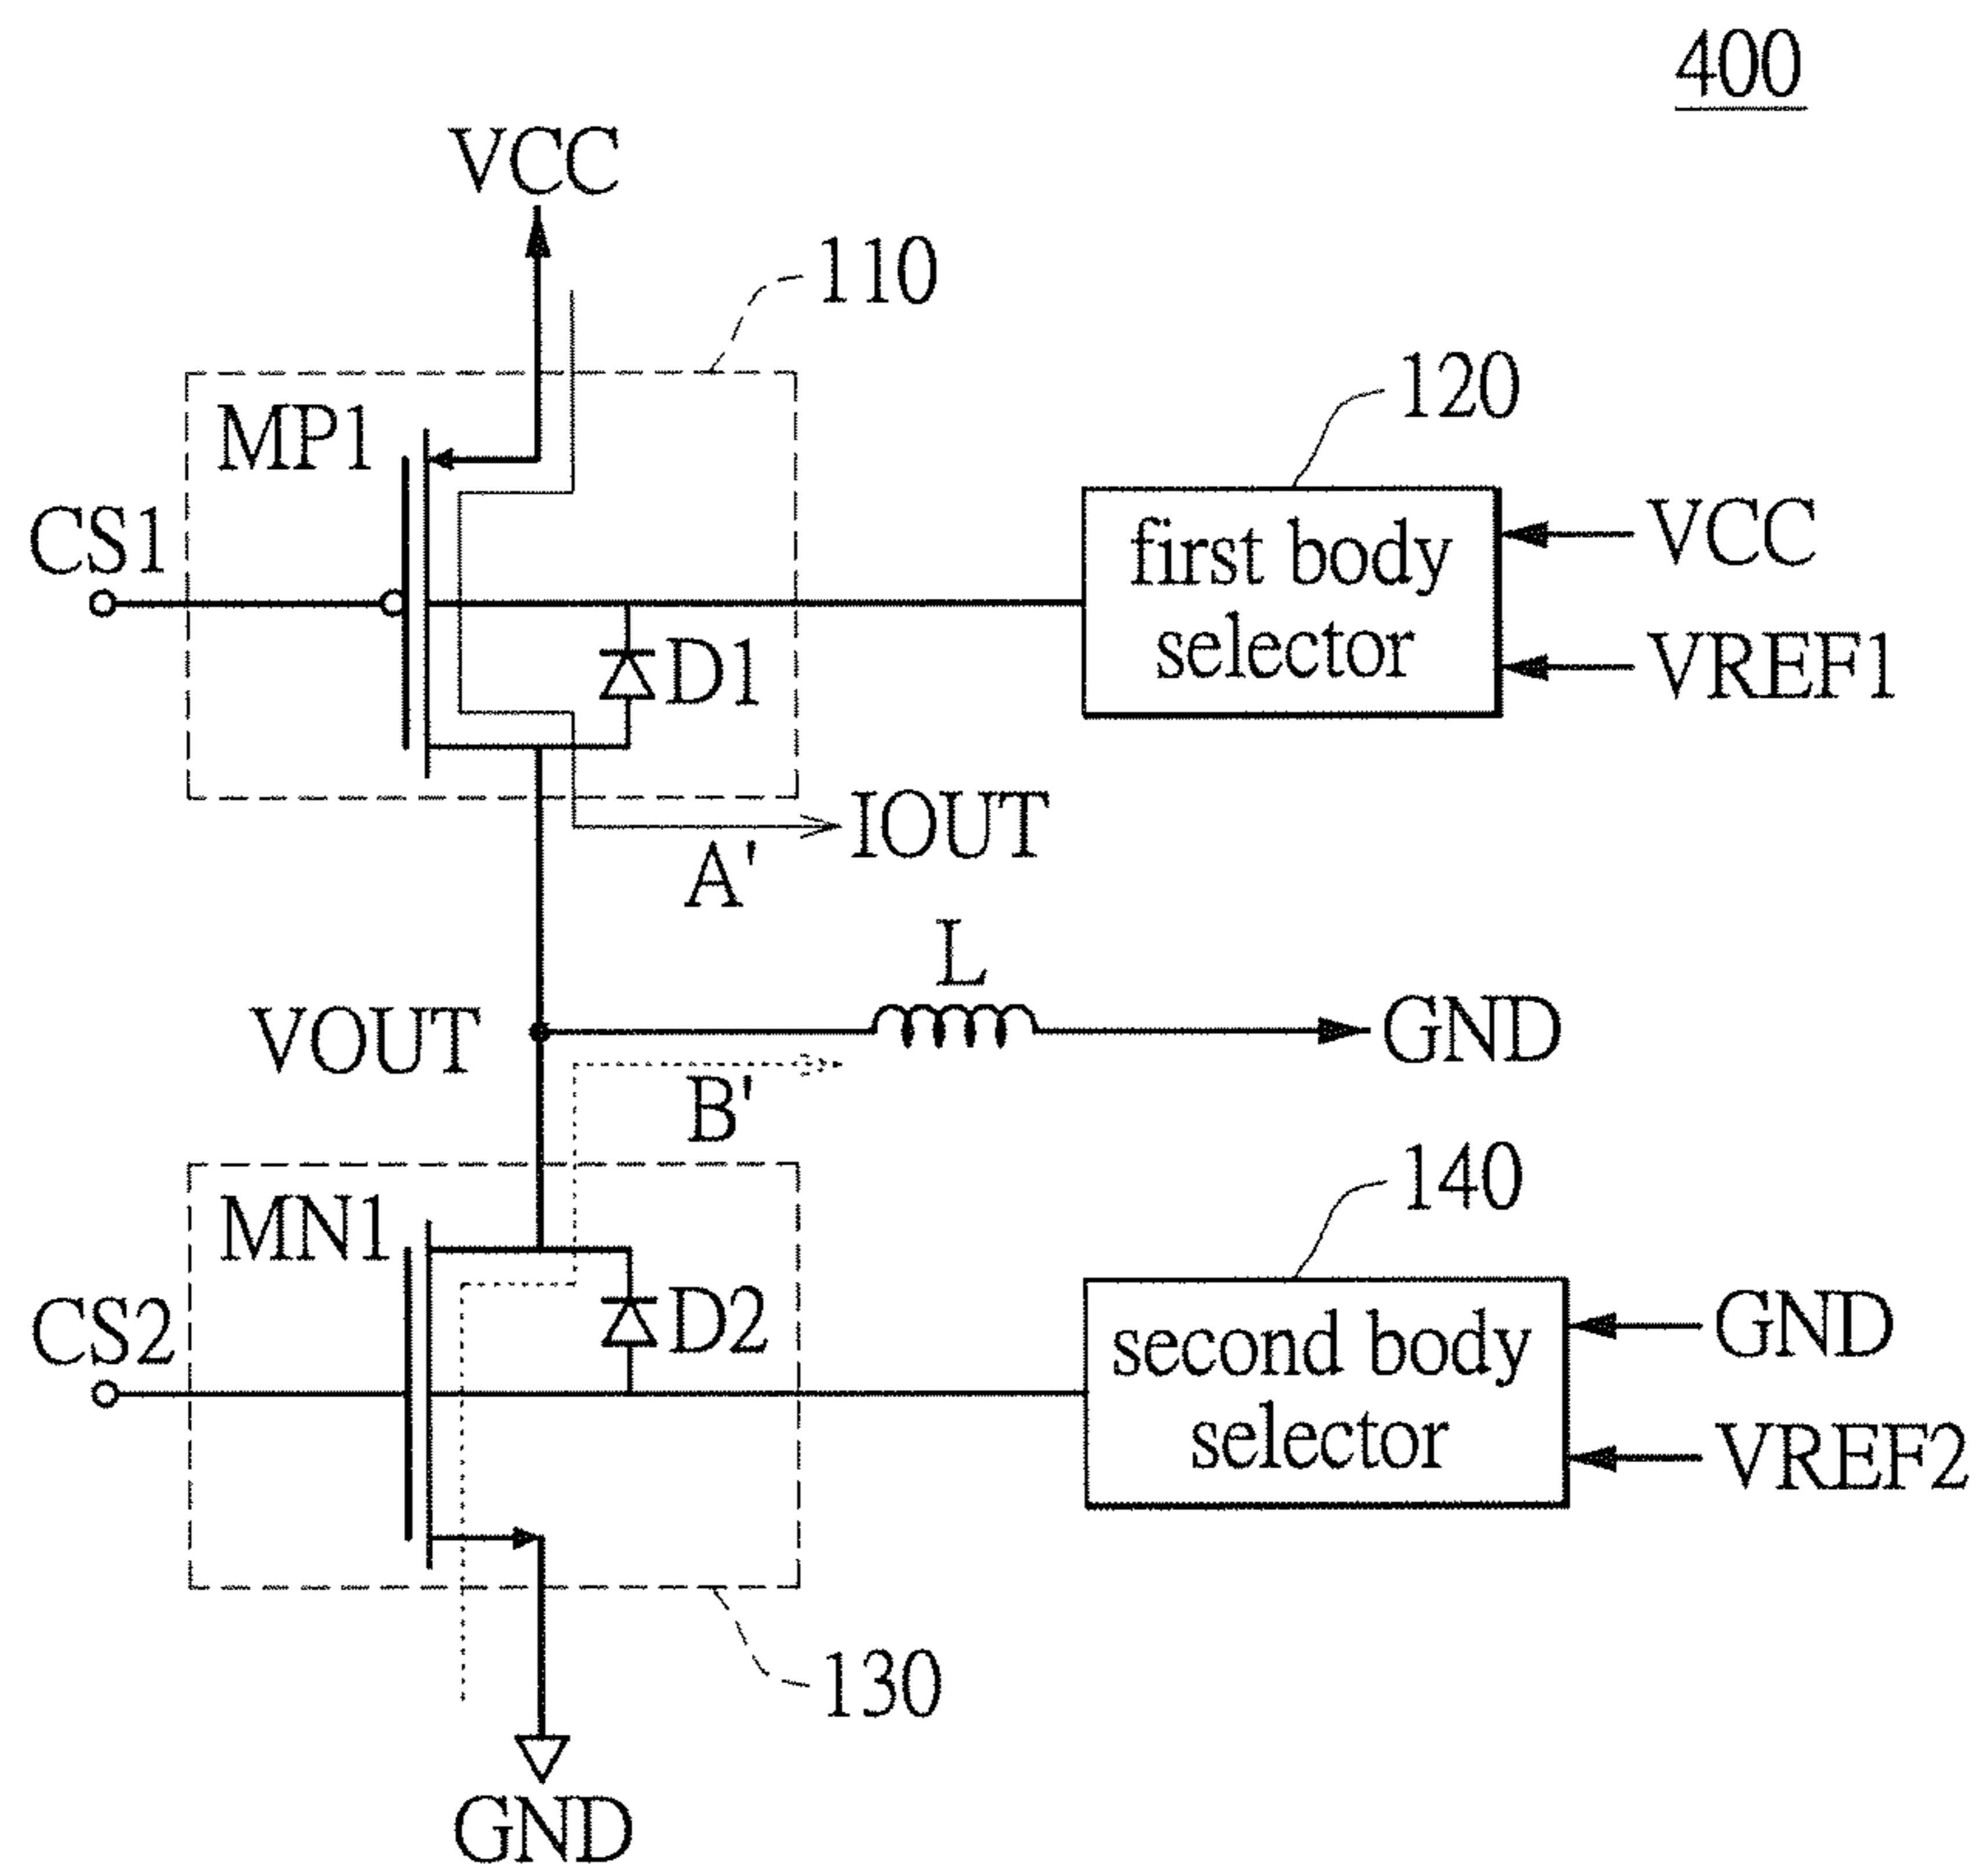 400
VCC
110
MP1
120
CS1
first body
selector
VCC
VREF1
D1
IOUT
A'
L
VOUT
GND
B'
140
MN1
CS2
D2
second body
selector
GND
VREF2
130
GND